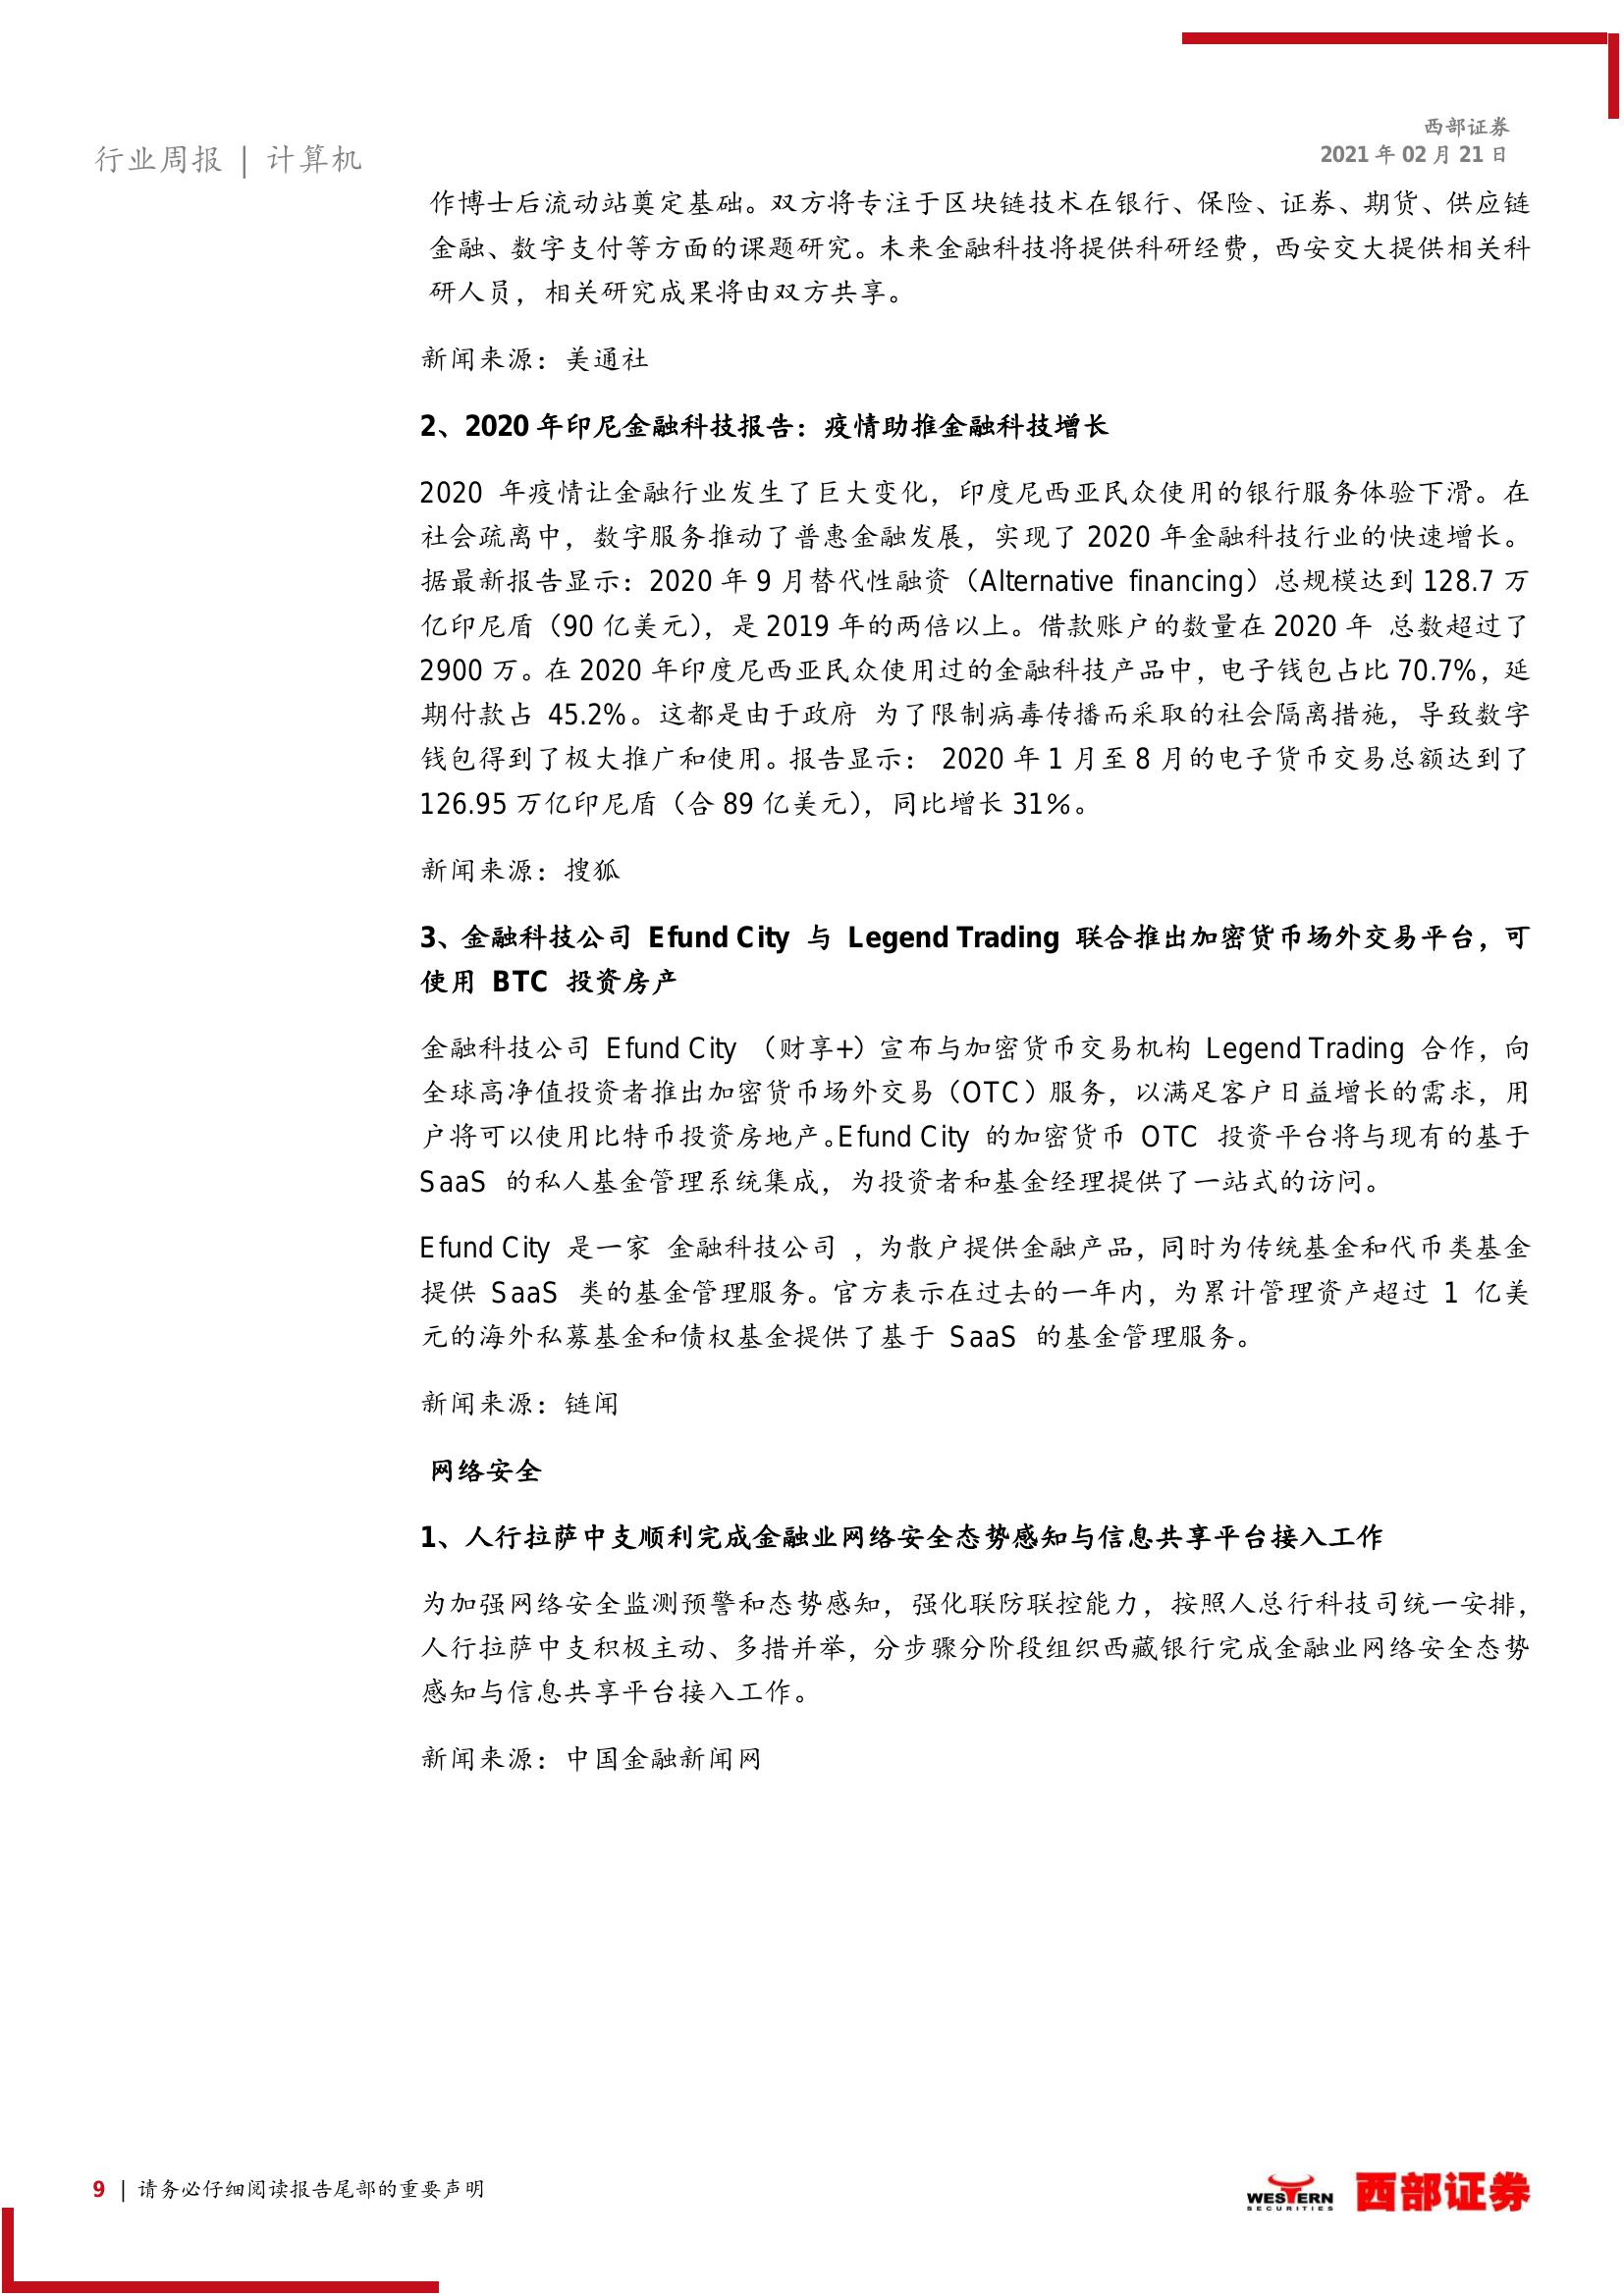 西部证券
2021 年 02 月 21 日
行业周报 | 计算机
作博士后流动站奠定基础。双方将专注于区块链技术在银行、保险、证券、期货、供应链
金融、数字支付等方面的课题研究。未来金融科技将提供科研经费，西安交大提供相关科
研人员，相关研究成果将由双方共享。
新闻来源：美通社
2、2020 年印尼金融科技报告：疫情助推金融科技增长
2020 年疫情让金融行业发生了巨大变化，印度尼西亚民众使用的银行服务体验下滑。在
社会疏离中，数字服务推动了普惠金融发展，实现了 2020 年金融科技行业的快速增长。
据最新报告显示：2020 年 9 月替代性融资（Alternative financing）总规模达到 128.7 万
亿印尼盾（90 亿美元），是 2019 年的两倍以上。借款账户的数量在 2020 年 总数超过了
2900 万。在 2020 年印度尼西亚民众使用过的金融科技产品中，电子钱包占比 70.7%，延
期付款占 45.2%。这都是由于政府 为了限制病毒传播而采取的社会隔离措施，导致数字
钱包得到了极大推广和使用。报告显示： 2020 年 1 月至 8 月的电子货币交易总额达到了
126.95 万亿印尼盾（合 89 亿美元），同比增长 31%。
新闻来源：搜狐
3、金融科技公司 Efund City 与 Legend Trading 联合推出加密货币场外交易平台，可
使用 BTC 投资房产
金融科技公司 Efund City （财享+）宣布与加密货币交易机构 Legend Trading 合作，向
全球高净值投资者推出加密货币场外交易（OTC）服务，以满足客户日益增长的需求，用
户将可以使用比特币投资房地产。Efund City 的加密货币 OTC 投资平台将与现有的基于
SaaS 的私人基金管理系统集成，为投资者和基金经理提供了一站式的访问。
Efund City 是一家 金融科技公司 ，为散户提供金融产品，同时为传统基金和代币类基金
提供 SaaS 类的基金管理服务。官方表示在过去的一年内，为累计管理资产超过 1 亿美
元的海外私募基金和债权基金提供了基于 SaaS 的基金管理服务。
新闻来源：链闻
网络安全
1、人行拉萨中支顺利完成金融业网络安全态势感知与信息共享平台接入工作
为加强网络安全监测预警和态势感知，强化联防联控能力，按照人总行科技司统一安排，
人行拉萨中支积极主动、多措并举，分步骤分阶段组织西藏银行完成金融业网络安全态势
感知与信息共享平台接入工作。
新闻来源：中国金融新闻网
9 | 请务必仔细阅读报告尾部的重要声明
WESTERN
SECURITIES
西部证券